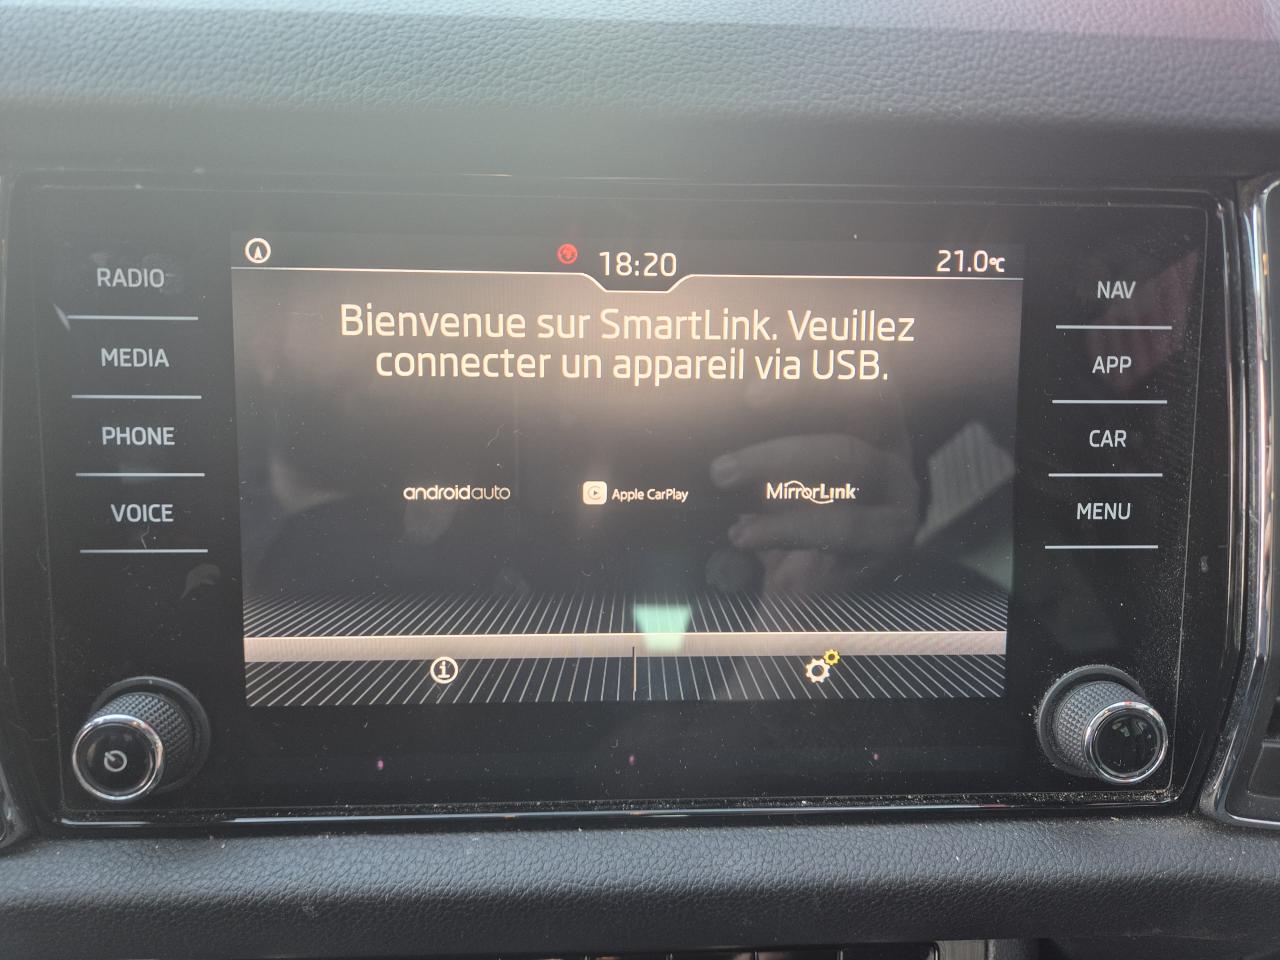 18:20
21.0°C
RADIO
MEDIA
PHONE
VOICE
Bienvenue sur SmartLink. Veuillez
connecter un appareil via USB.
androidauto
Apple CarPlay
MirrorLink
NAV
APP
CAR
MENU